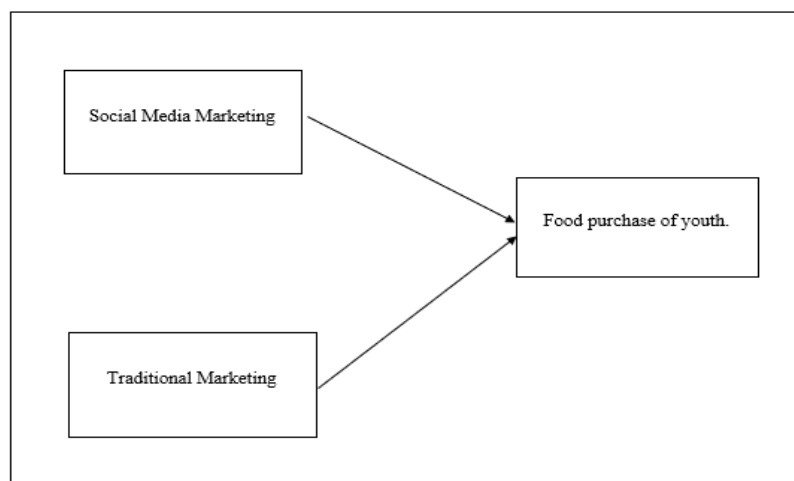 Social Media Marketing
Food purchase of youth.
Traditional Marketing